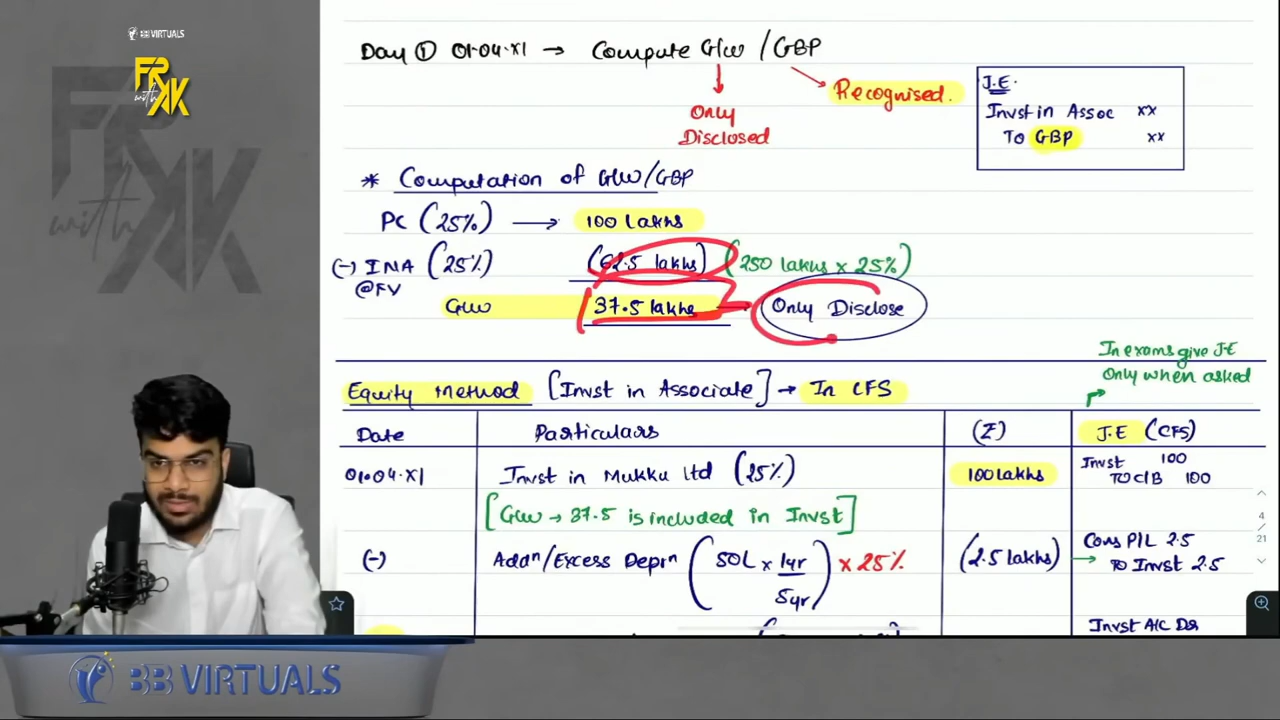 BB VIRTUALS
FR
with
AK
Day ① 01.04.X1 → Compute G/w / GBP
Only
Disclosed
Recognised.
J.E.
Invst in Assoc xx
To GBP xx
* Computation of GW/GBP
PC (25%) → 100 Lakhs
(-) INA (25%) (62.5 lakhs) (250 lakhs x 25%)
@FV
GW 37.5 lakhs → Only Disclose
In exams give J.E
Only when asked
Equity Method [Invst in Associate] → In CFS
Date Particulars (₹) J.E (CFS)
01.04.X1 Invst in Mukku ltd (25%) 100 lakhs Invst 100
To C/B 100
[GW → 37.5 is included in Invst]
(-) Addn/Excess Deprn (50L x 1yr/5yr) x 25% (2.5 lakhs) → Cons P/L 2.5
To Invst 2.5
Invst A/C Dr
4
/
21
BB VIRTUALS